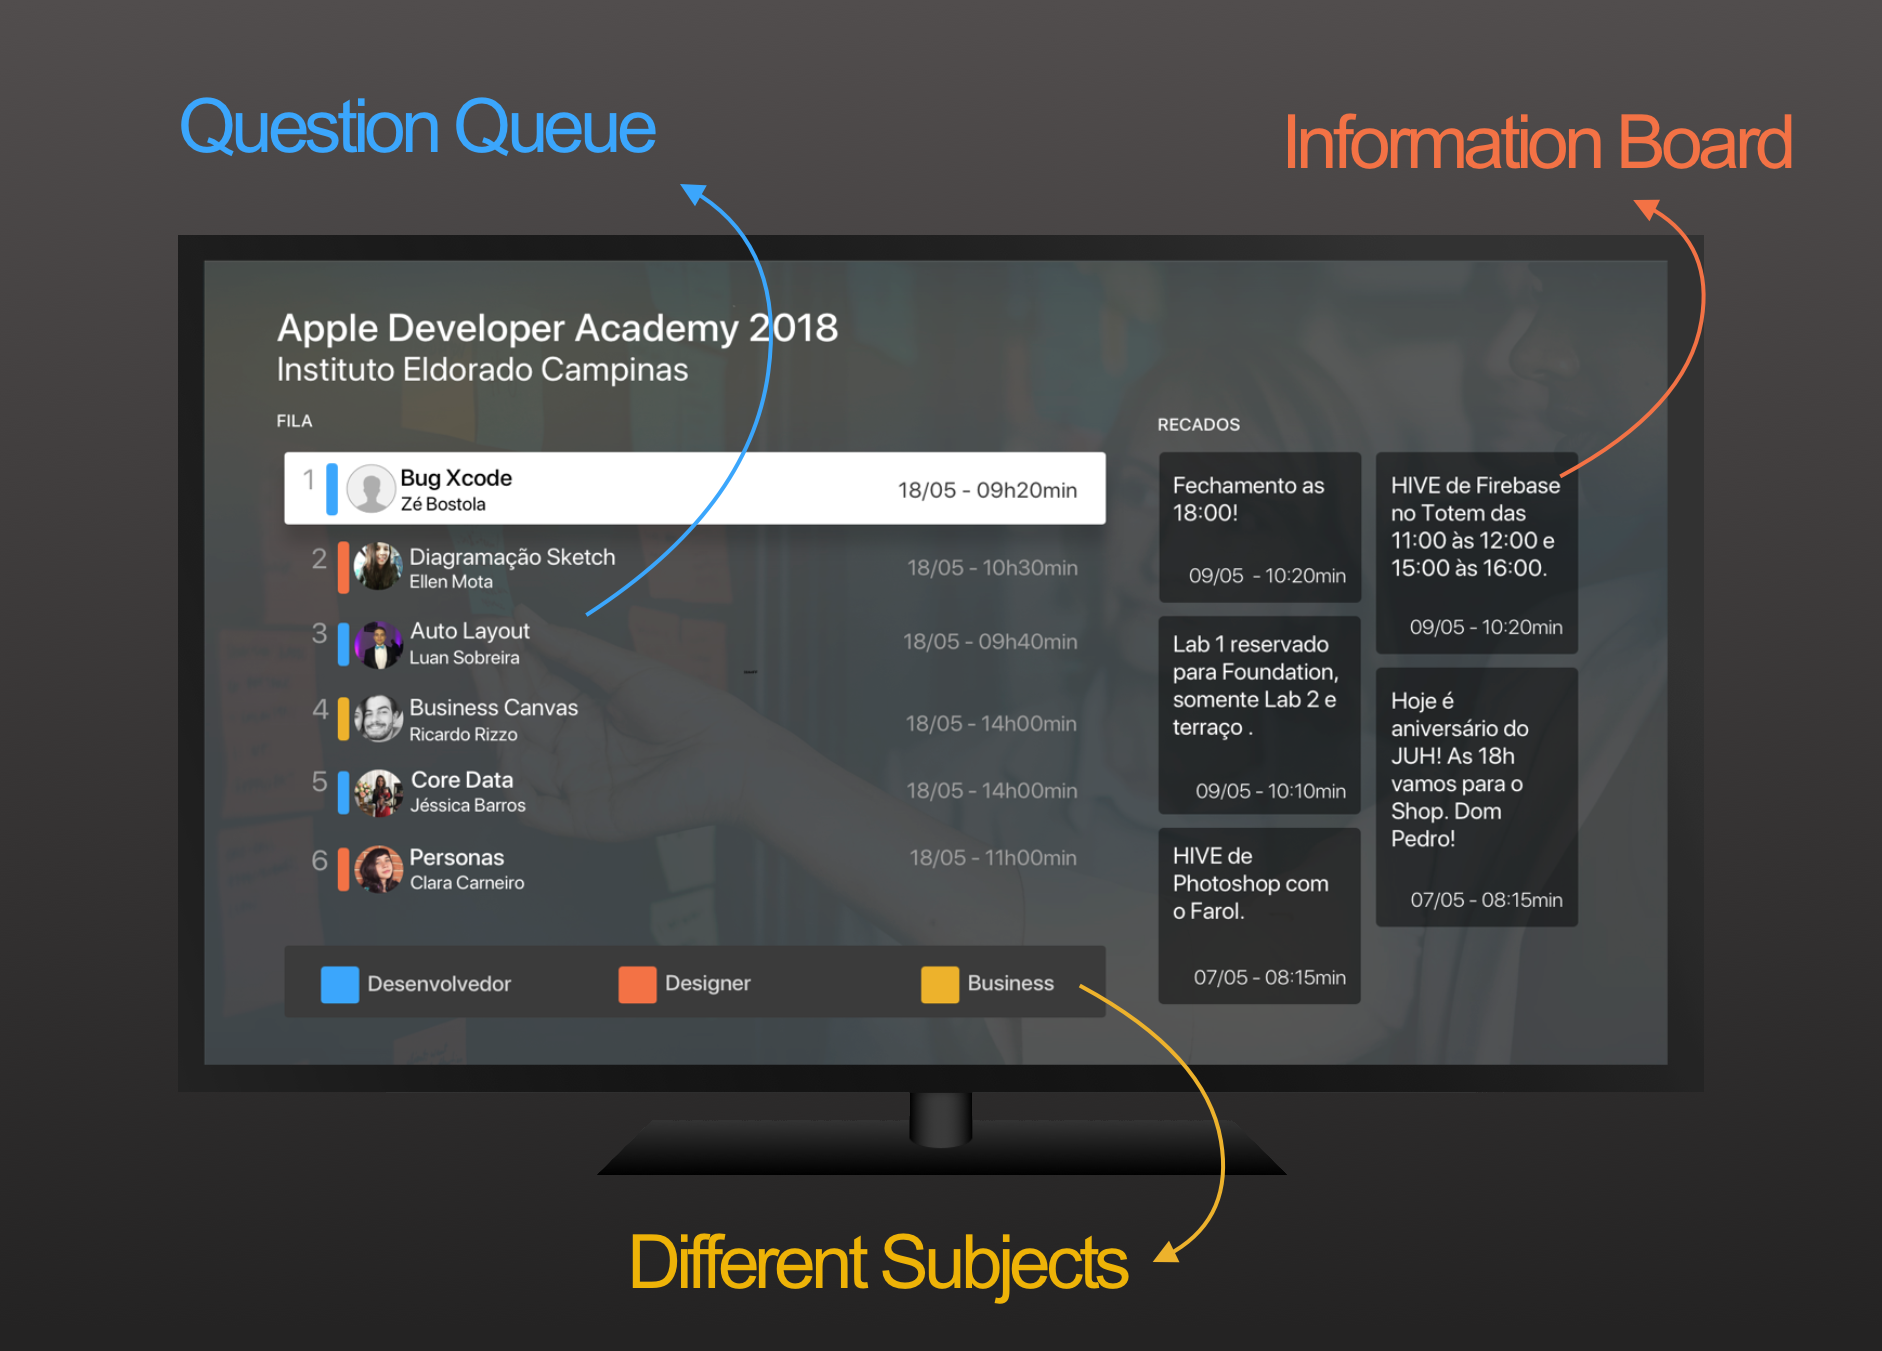 Question Queue
Information Board
Apple Developer Academy 2018
Instituto Eldorado Campinas
FILA
1
Bug Xcode
Zé Bostola
18/05 - 09h20min
2
Diagramação Sketch
Ellen Mota
18/05 - 10h30min
3
Auto Layout
Luan Sobreira
18/05 - 09h40min
4
Business Canvas
Ricardo Rizzo
18/05 - 14h00min
5
Core Data
Jéssica Barros
18/05 - 14h00min
6
Personas
Clara Carneiro
18/05 - 11h00min
Desenvolvedor
Designer
Business
RECADOS
Fechamento as
18:00!
09/05 - 10:20min
Lab 1 reservado
para Foundation,
somente Lab 2 e
terraço .
09/05 - 10:10min
HIVE de
Photoshop com
o Farol.
07/05 - 08:15min
HIVE de Firebase
no Totem das
11:00 às 12:00 e
15:00 às 16:00.
09/05 - 10:20min
Hoje é
aniversário do
JUH! As 18h
vamos para o
Shop. Dom
Pedro!
07/05 - 08:15min
Different Subjects